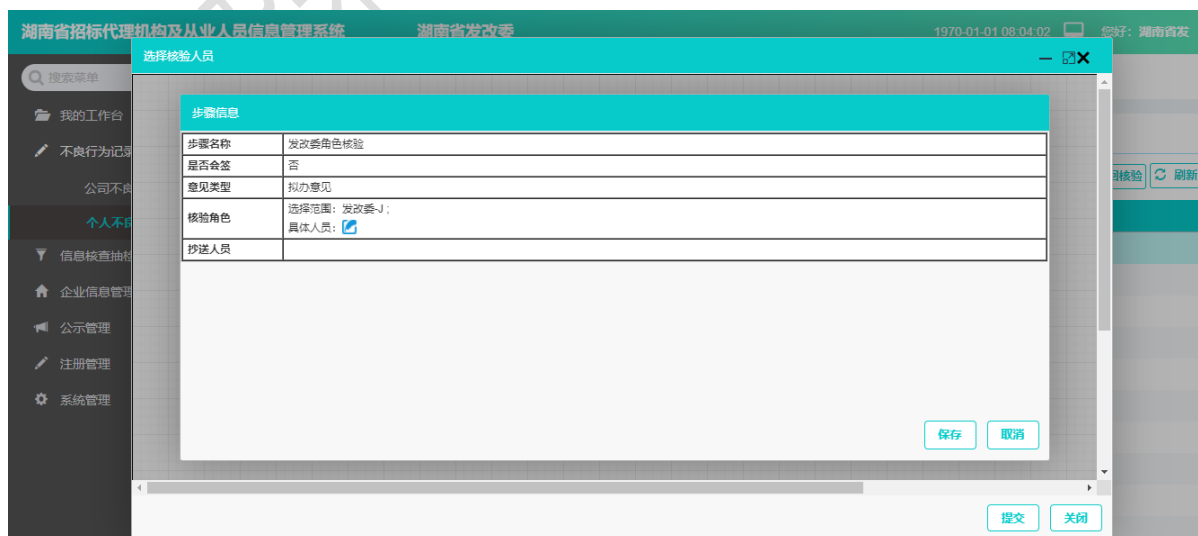 湖南省招标代理机构及从业人员信息管理系统 湖南省发改委 1970-01-01 08:04:02 您好：湖南省发
选择核验人员
搜索菜单
步骤信息
我的工作台
步骤名称 发改委角色核验
不良行为记录
是否会签 否
回核验 刷新
意见类型 拟办意见
公司不良
核验角色 选择范围：发改委-J；
具体人员：
个人不良
抄送人员
信息核查抽检
企业信息管理
公示管理
注册管理
系统管理
保存 取消
提交 关闭